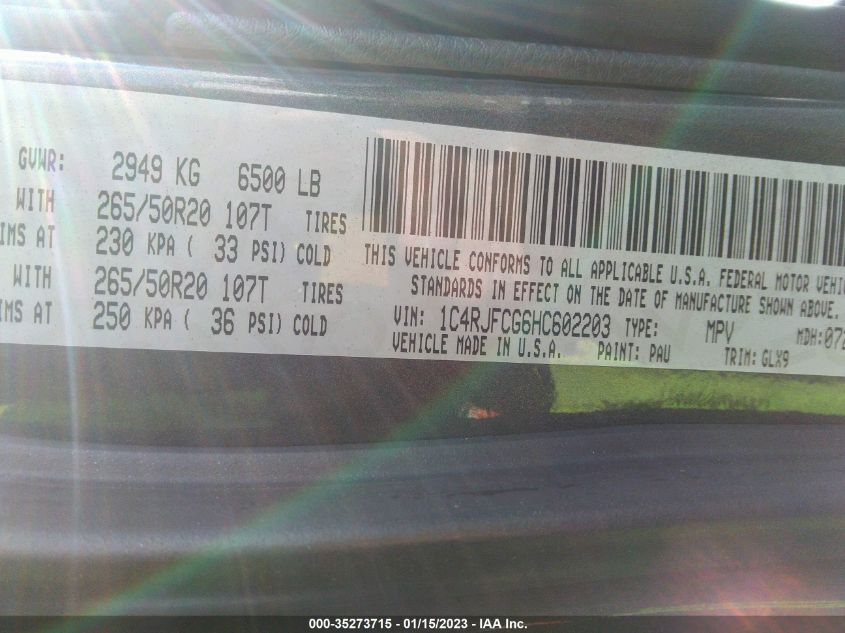 GVWR: 2949 KG 6500 LB
WITH 265/50R20 107T TIRES
IMS AT 230 KPA ( 33 PSI) COLD
WITH 265/50R20 107T TIRES
IMS AT 250 KPA ( 36 PSI) COLD
THIS VEHICLE CONFORMS TO ALL APPLICABLE U.S.A. FEDERAL MOTOR VEHI
STANDARDS IN EFFECT ON THE DATE OF MANUFACTURE SHOWN ABOVE.
VIN: 1C4RJFCG6HC602203 TYPE: MPV MDH: 072
VEHICLE MADE IN U.S.A. PAINT: PAU TRIM: GLX9
000-35273715 - 01/15/2023 - IAA Inc.